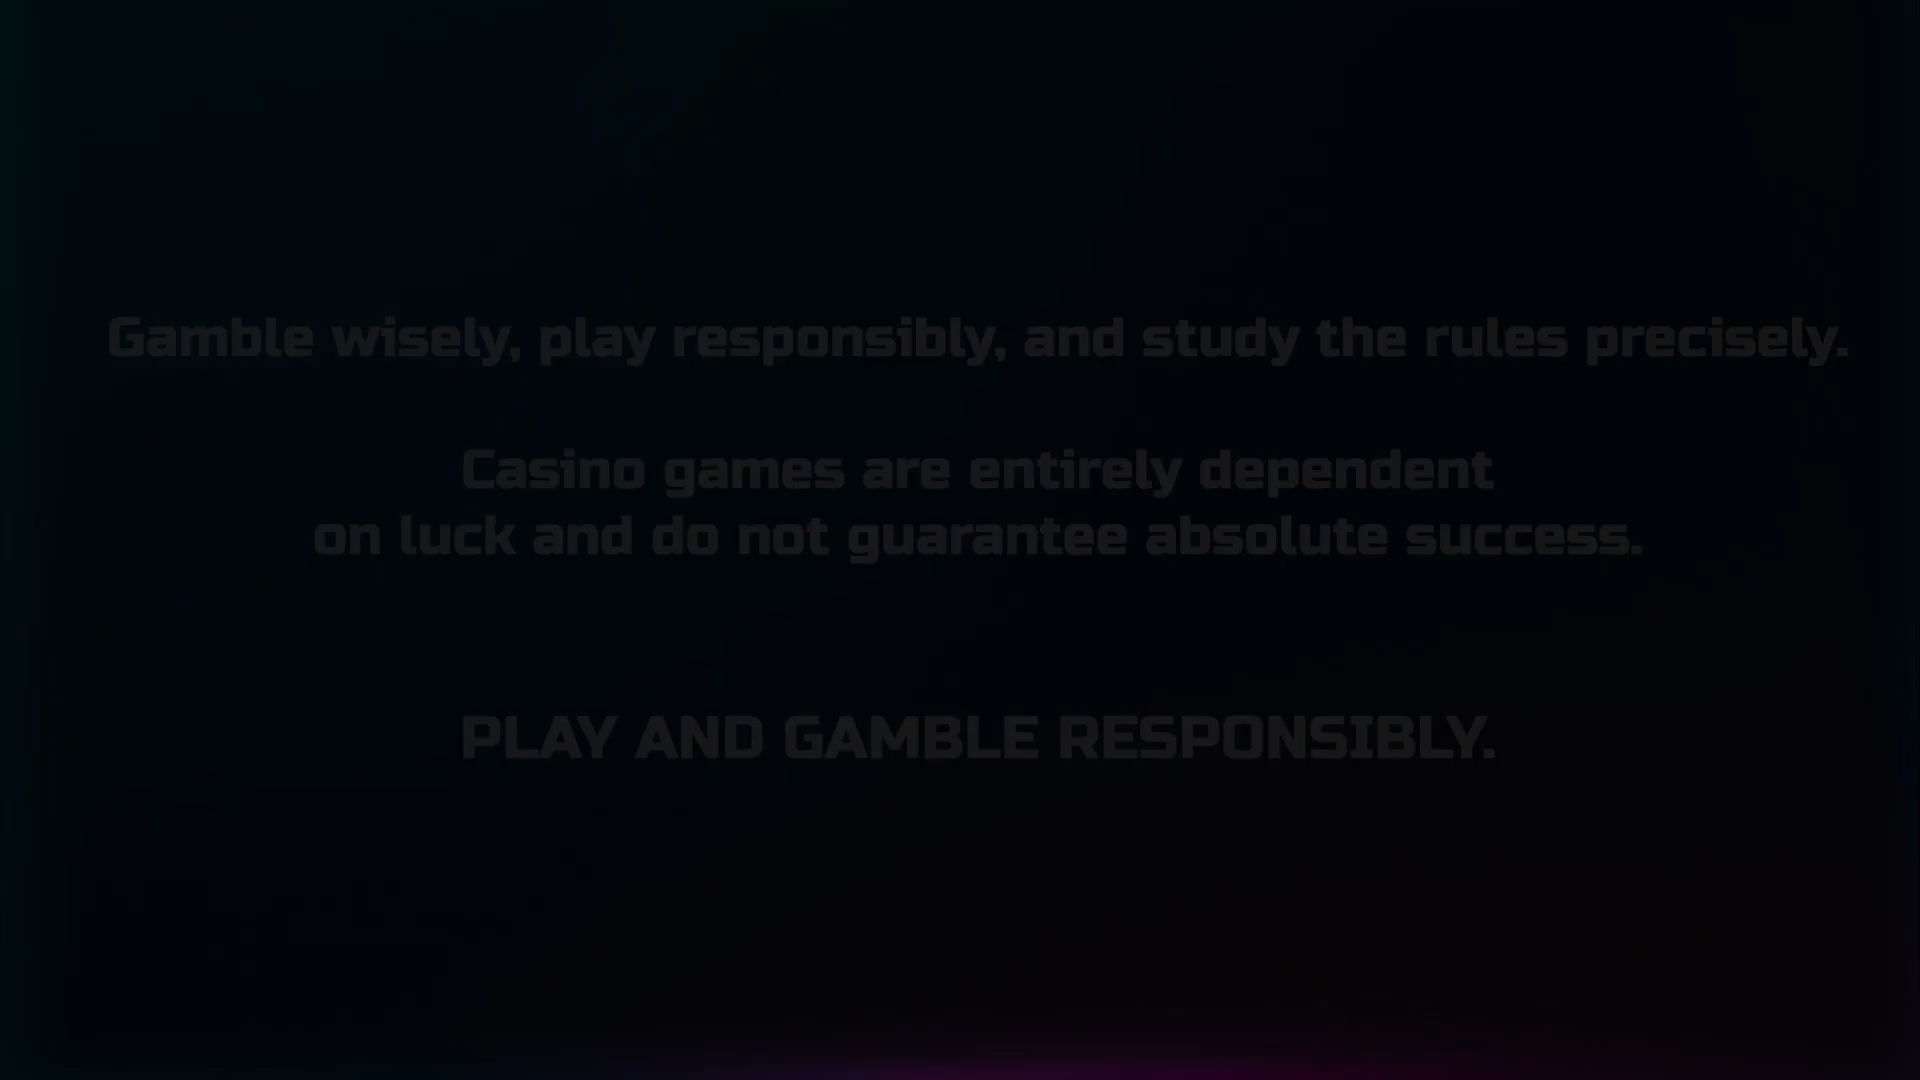 Gamble wisely, play responsibly, and study the rules precisely.
Casino games are entirely dependent
on luck and do not guarantee absolute success.
PLAY AND GAMBLE RESPONSIBLY.